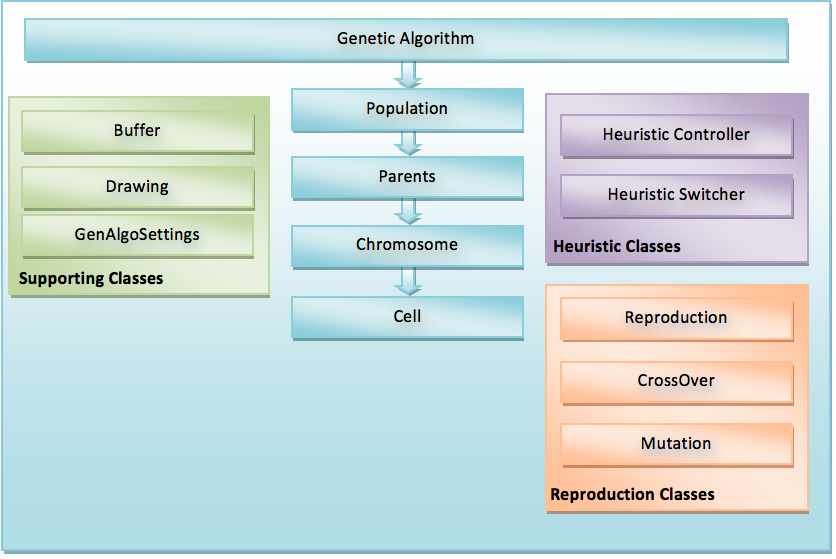 Genetic Algorithm
Buffer
Drawing
GenAlgoSettings
Supporting Classes
Population
Parents
Chromosome
Cell
Heuristic Controller
Heuristic Switcher
Heuristic Classes
Reproduction
CrossOver
Mutation
Reproduction Classes